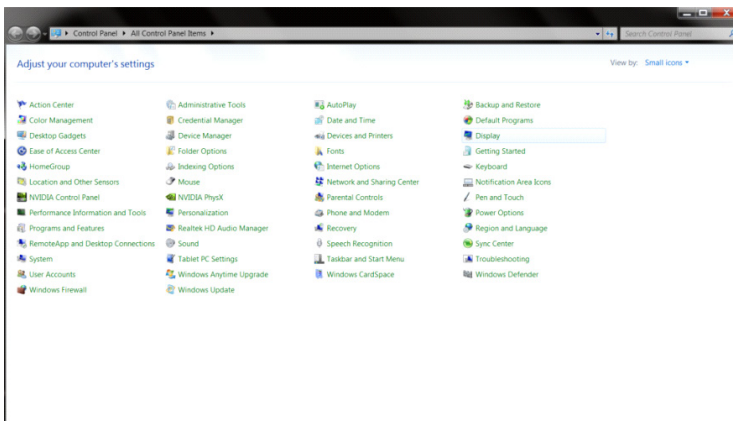 Control Panel ▸ All Control Panel Items ▸ Search Control Panel
Adjust your computer's settings View by: Small icons
Action Center Administrative Tools AutoPlay Backup and Restore
Color Management Credential Manager Date and Time Default Programs
Desktop Gadgets Device Manager Devices and Printers Display
Ease of Access Center Folder Options Fonts Getting Started
HomeGroup Indexing Options Internet Options Keyboard
Location and Other Sensors Mouse Network and Sharing Center Notification Area Icons
NVIDIA Control Panel NVIDIA PhysX Parental Controls Pen and Touch
Performance Information and Tools Personalization Phone and Modem Power Options
Programs and Features Realtek HD Audio Manager Recovery Region and Language
RemoteApp and Desktop Connections Sound Speech Recognition Sync Center
System Tablet PC Settings Taskbar and Start Menu Troubleshooting
User Accounts Windows Anytime Upgrade Windows CardSpace Windows Defender
Windows Firewall Windows Update